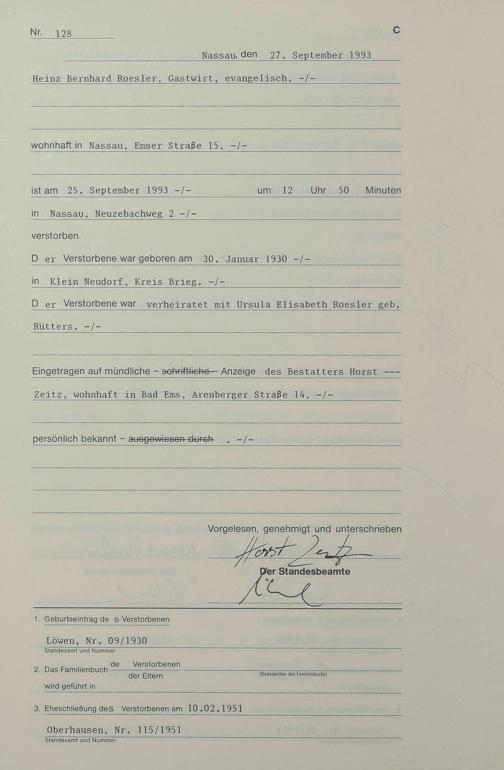 Nr. 128
C
Nassau, den 27. September 1993
Heinz Bernhard Roesler, Gastwirt, evangelisch, -/-
wohnhaft in Nassau, Emser Straße 15, -/-
ist am 25. September 1993 -/- um 12 Uhr 50 Minuten
in Nassau, Neuzebachweg 2 -/-
verstorben.
D er Verstorbene war geboren am 30. Januar 1930 -/-
in Klein Neudorf, Kreis Brieg. -/-
D er Verstorbene war verheiratet mit Ursula Elisabeth Roesler geb.
Rütters. -/-
Eingetragen auf mündliche – schriftliche – Anzeige des Bestatters Horst ---
Zeitz, wohnhaft in Bad Ems, Arenberger Straße 14, -/-
persönlich bekannt – ausgewiesen durch . -/-
Vorgelesen, genehmigt und unterschrieben
Horst Zeitz
Der Standesbeamte
1. Geburtseintrag de s Verstorbenen
Löwen, Nr. 09/1930
Standesamt und Nummer
2. Das Familienbuch de Verstorbenen
der Eltern
(Kennzeichen des Familienbuchs)
wird geführt in
3. Eheschließung des Verstorbenen am 10.02.1951
Oberhausen, Nr. 115/1951
Standesamt und Nummer